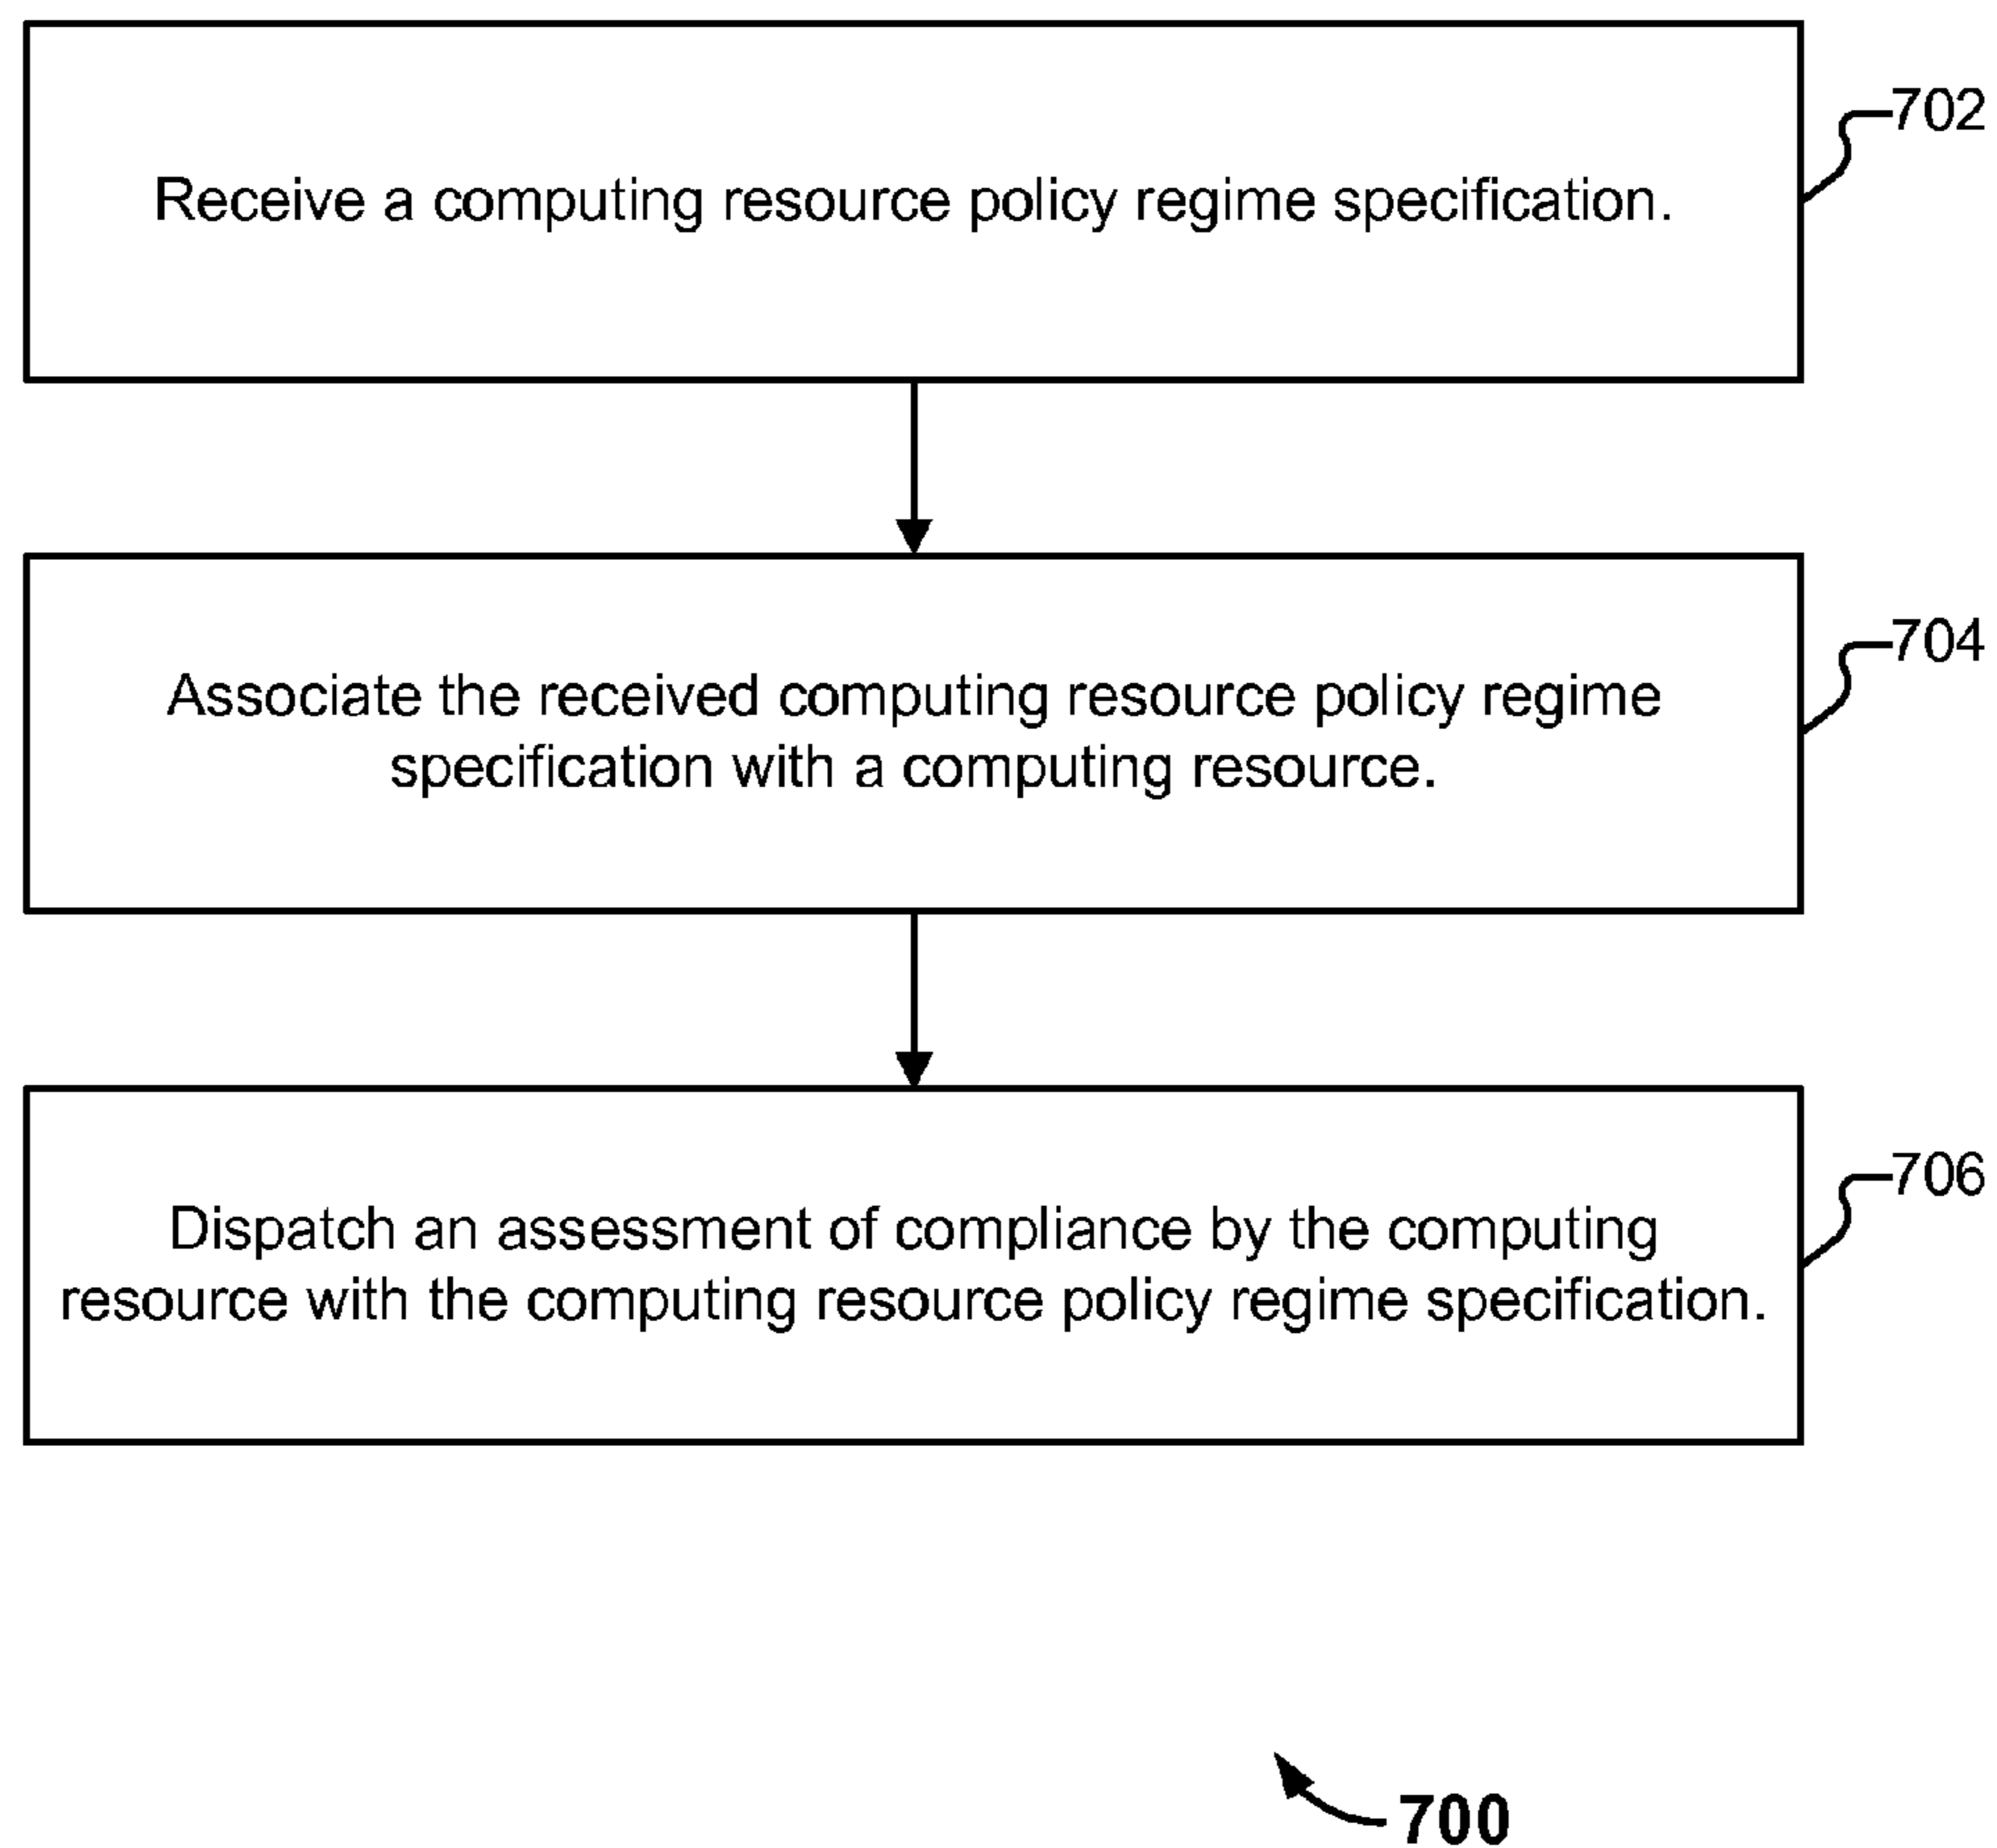 702
Receive a computing resource policy regime specification.
704
Associate the received computing resource policy regime
specification with a computing resource.
706
Dispatch an assessment of compliance by the computing
resource with the computing resource policy regime specification.
700